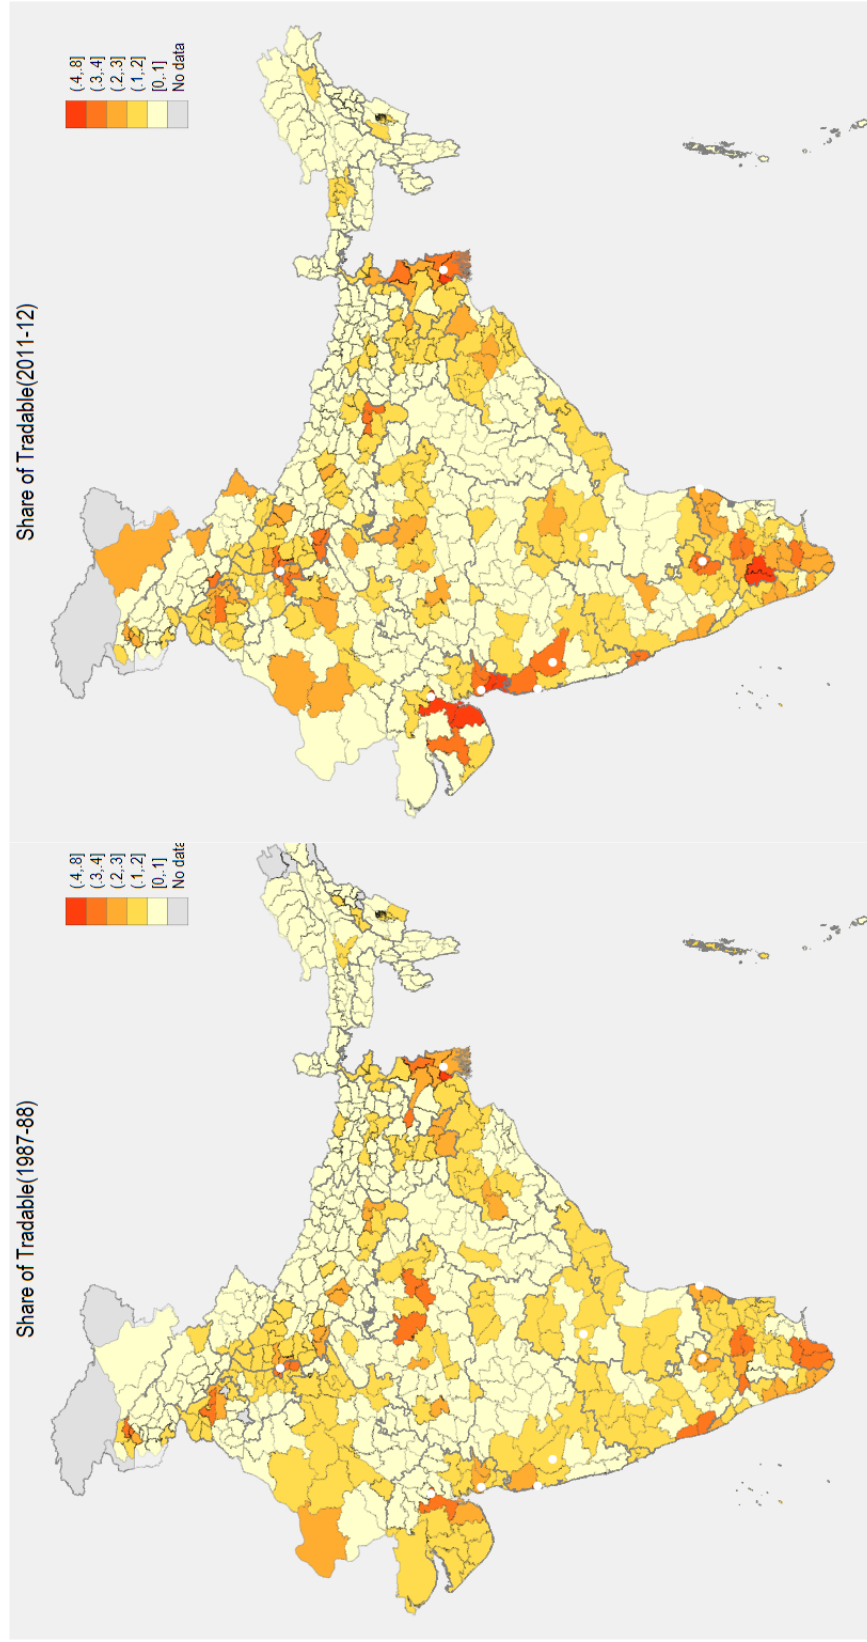 Share of Tradable(2011-12)
(.4,.8]
(.3,.4]
(.2,.3]
(.1,.2]
[0,.1]
No data
Share of Tradable(1987-88)
(.4,.8]
(.3,.4]
(.2,.3]
(.1,.2]
[0,.1]
No data